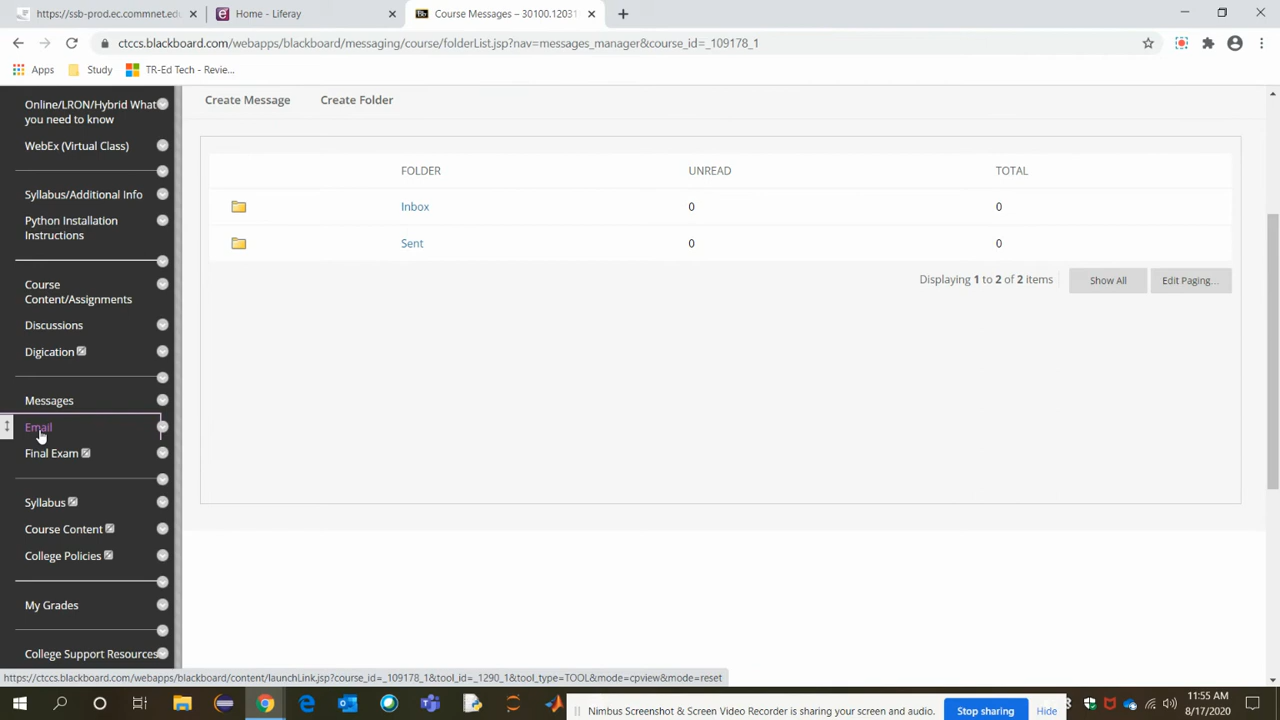 https://ssb-prod.ec.commnet.ed
Home - Liferay
Course Messages – 30100.12031
ctccs.blackboard.com/webapps/blackboard/messaging/course/folderList.jsp?nav=messages_manager&course_id=_109178_1
Apps
Study
TR-Ed Tech - Revie...
Online/LRON/Hybrid What
you need to know
WebEx (Virtual Class)
Syllabus/Additional Info
Python Installation
Instructions
Course
Content/Assignments
Discussions
Digication
Messages
Email
Final Exam
Syllabus
Course Content
College Policies
My Grades
College Support Resources
Create Message
Create Folder
FOLDER UNREAD TOTAL
Inbox 0 0
Sent 0 0
Displaying 1 to 2 of 2 items
Show All
Edit Paging...
https://ctccs.blackboard.com/webapps/blackboard/content/launchLink.jsp?course_id=_109178_1&tool_id=_1290_1&tool_type=TOOL&mode=cpview&mode=reset
Nimbus Screenshot & Screen Video Recorder is sharing your screen and audio.
Stop sharing
Hide
11:55 AM
8/17/2020